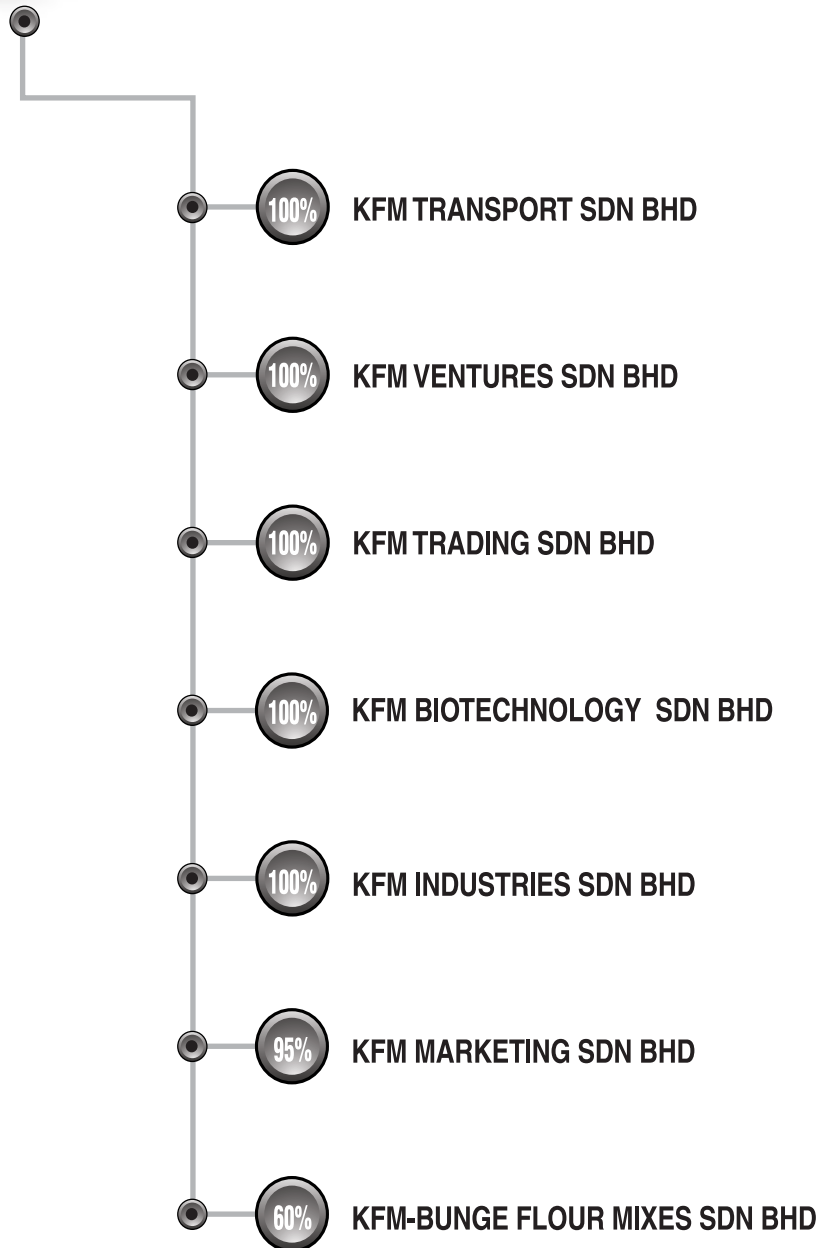 100% KFM TRANSPORT SDN BHD
100% KFM VENTURES SDN BHD
100% KFM TRADING SDN BHD
100% KFM BIOTECHNOLOGY SDN BHD
100% KFM INDUSTRIES SDN BHD
95% KFM MARKETING SDN BHD
60% KFM-BUNGE FLOUR MIXES SDN BHD